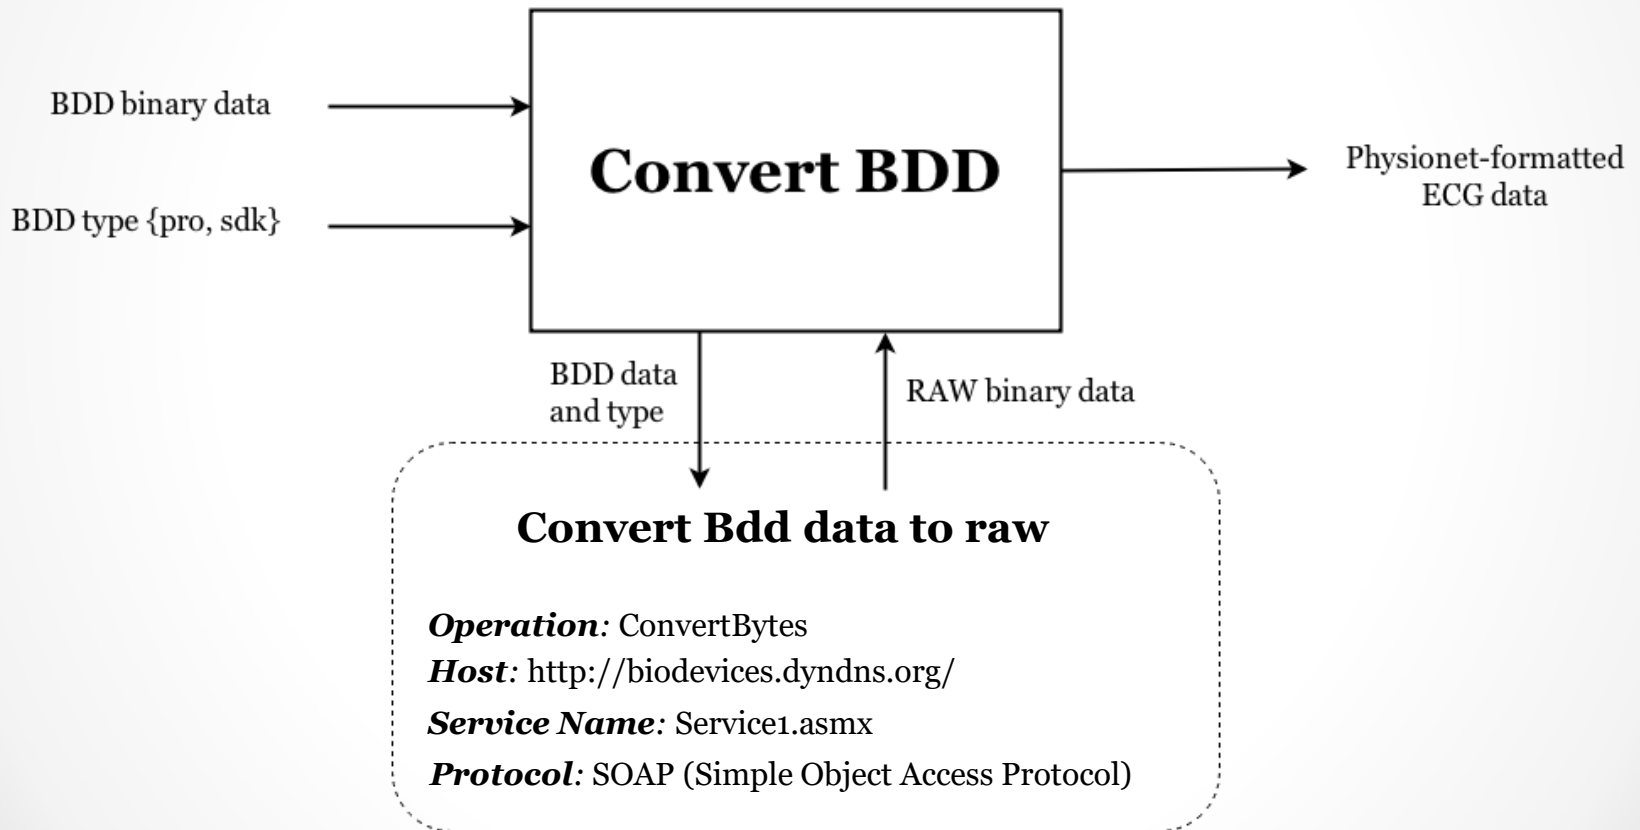 BDD binary data
BDD type {pro, sdk}
Convert BDD
Physionet-formatted
ECG data
BDD data
and type
RAW binary data
Convert Bdd data to raw
Operation: ConvertBytes
Host: http://biodevices.dyndns.org/
Service Name: Service1.asmx
Protocol: SOAP (Simple Object Access Protocol)